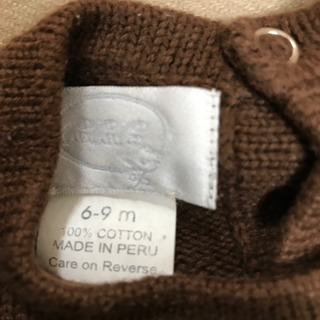 6-9 m
100% COTTON
MADE IN PERU
Care on Reverse